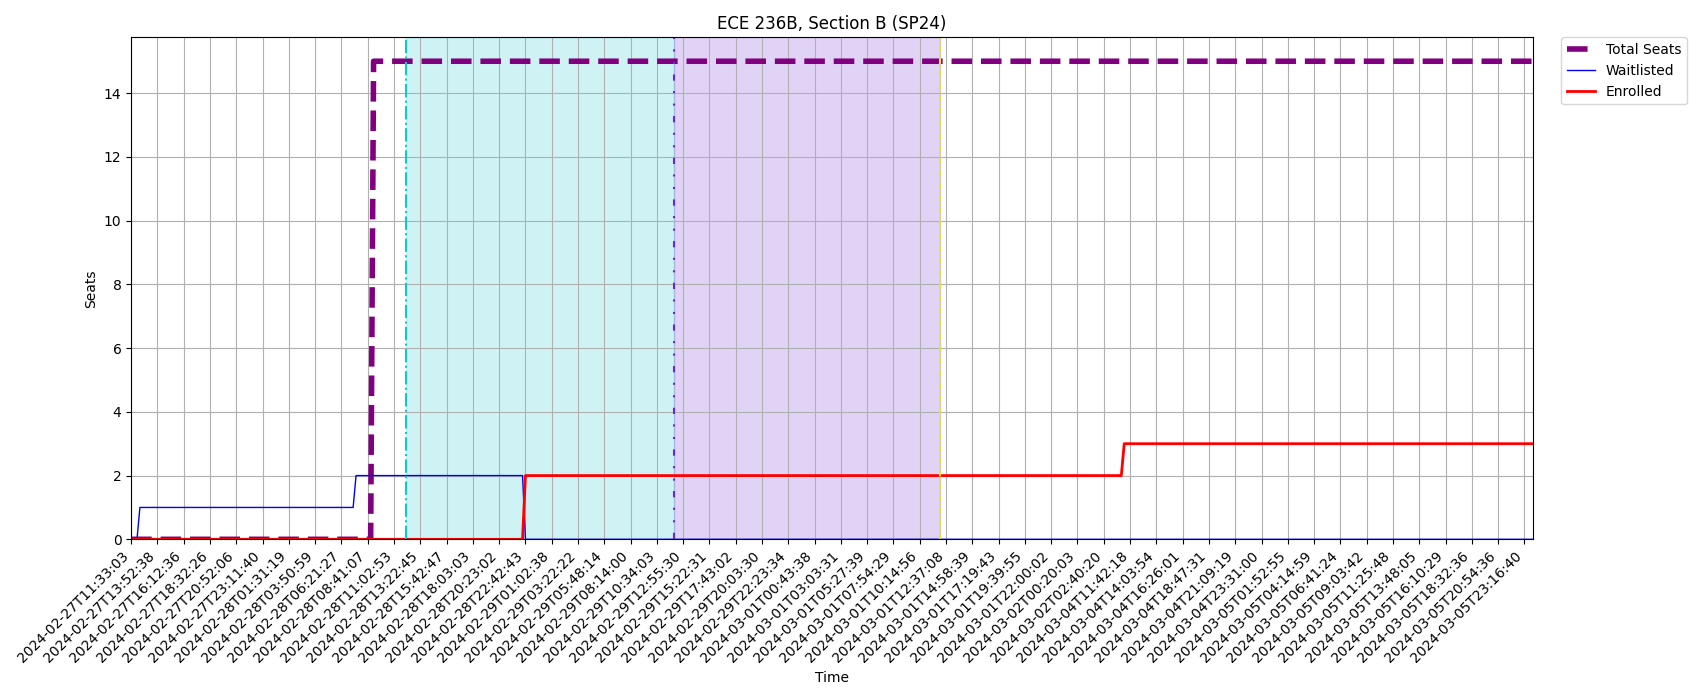 ECE 236B, Section B (SP24)
Total Seats
Waitlisted
Enrolled
Seats
14
12
10
8
6
4
2
0
2024-02-27T11:33:03
2024-02-27T13:52:38
2024-02-27T16:12:36
2024-02-27T18:32:26
2024-02-27T20:52:06
2024-02-27T23:11:40
2024-02-28T01:31:19
2024-02-28T03:50:59
2024-02-28T06:21:27
2024-02-28T08:41:07
2024-02-28T11:02:53
2024-02-28T13:22:45
2024-02-28T15:42:47
2024-02-28T18:03:03
2024-02-28T20:23:02
2024-02-28T22:42:43
2024-02-29T01:02:38
2024-02-29T03:22:22
2024-02-29T05:48:14
2024-02-29T08:14:00
2024-02-29T10:34:03
2024-02-29T12:55:30
2024-02-29T15:22:31
2024-02-29T17:43:02
2024-02-29T20:03:30
2024-02-29T22:23:34
2024-03-01T00:43:38
2024-03-01T03:03:31
2024-03-01T05:27:39
2024-03-01T07:54:29
2024-03-01T10:14:56
2024-03-01T12:37:08
2024-03-01T14:58:39
2024-03-01T17:19:43
2024-03-01T19:39:55
2024-03-01T22:00:02
2024-03-02T00:20:03
2024-03-02T02:40:20
2024-03-04T11:42:18
2024-03-04T14:03:54
2024-03-04T16:26:01
2024-03-04T18:47:31
2024-03-04T21:09:19
2024-03-04T23:31:00
2024-03-05T01:52:55
2024-03-05T04:14:59
2024-03-05T06:41:24
2024-03-05T09:03:42
2024-03-05T11:25:48
2024-03-05T13:48:05
2024-03-05T16:10:29
2024-03-05T18:32:36
2024-03-05T20:54:36
2024-03-05T23:16:40
Time